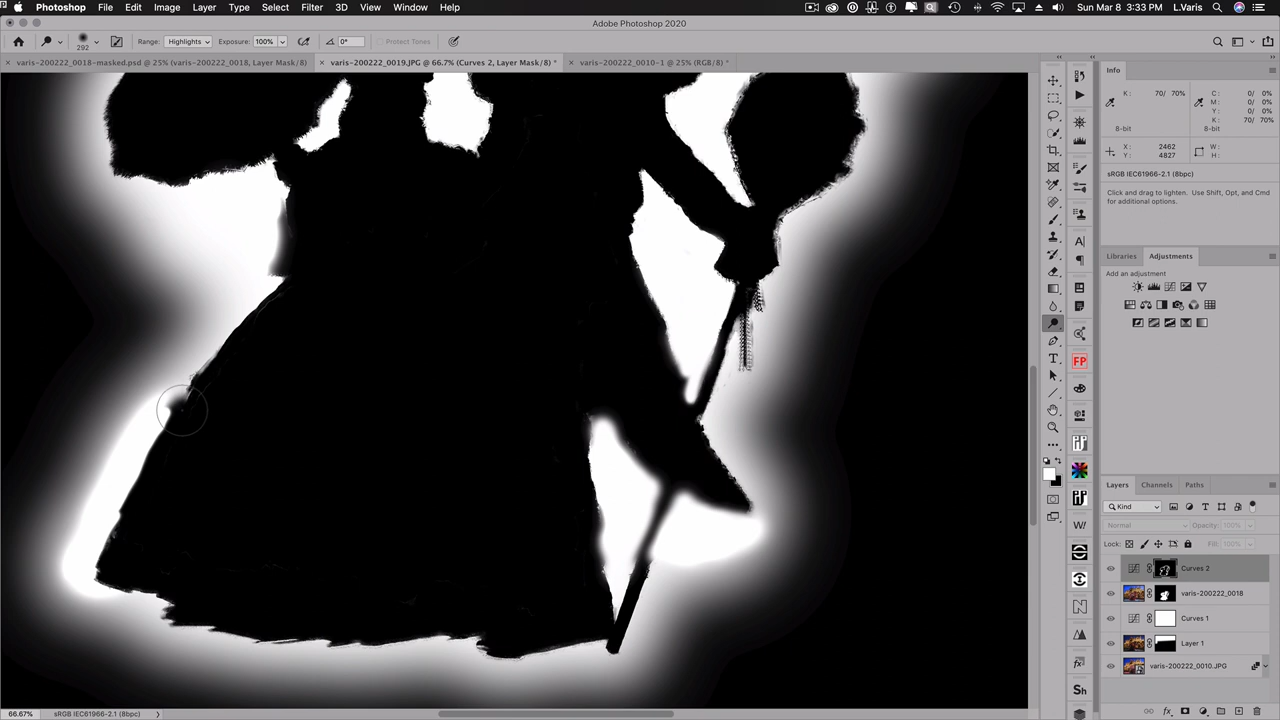 Photoshop File Edit Image Layer Type Select Filter 3D View Window Help Sun Mar 8 3:33 PM L.Varis
Adobe Photoshop 2020
292 Range: Highlights Exposure: 100% 0° Protect Tones
varis-200222_0018-masked.psd @ 25% (varis-200222_0018, Layer Mask/8) varis-200222_0019.JPG @ 66.7% (Curves 2, Layer Mask/8) * varis-200222_0010-1 @ 25% (RGB/8) *
Info
K: 70/ 70% C: 0/ 0%
M: 0/ 0%
Y: 0/ 0%
K: 70/ 70%
8-bit 8-bit
X: 2462 W:
Y: 4827 H:
sRGB IEC61966-2.1 (8bpc)
Click and drag to lighten. Use Shift, Opt, and Cmd
for additional options.
Libraries Adjustments
Add an adjustment
FP
W!
Sh
Layers Channels Paths
Kind
Normal Opacity: 100%
Lock: Fill: 100%
Curves 2
varis-200222_0018
Curves 1
Layer 1
varis-200222_0010.JPG
fx
66.67% sRGB IEC61966-2.1 (8bpc)